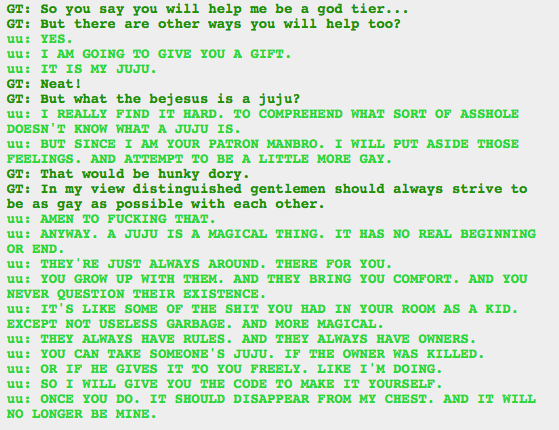 GT: So you say you will help me be a god tier...
GT: But there are other ways you will help too?
uu: YES.
uu: I AM GOING TO GIVE YOU A GIFT.
uu: IT IS MY JUJU.
GT: Neat!
GT: But what the bejesus is a juju?
uu: I REALLY FIND IT HARD. TO COMPREHEND WHAT SORT OF ASSHOLE
DOESN'T KNOW WHAT A JUJU IS.
uu: BUT SINCE I AM YOUR PATRON MANBRO. I WILL PUT ASIDE THOSE
FEELINGS. AND ATTEMPT TO BE A LITTLE MORE GAY.
GT: That would be hunky dory.
GT: In my view distinguished gentlemen should always strive to
be as gay as possible with each other.
uu: AMEN TO FUCKING THAT.
uu: ANYWAY. A JUJU IS A MAGICAL THING. IT HAS NO REAL BEGINNING
OR END.
uu: THEY'RE JUST ALWAYS AROUND. THERE FOR YOU.
uu: YOU GROW UP WITH THEM. AND THEY BRING YOU COMFORT. AND YOU
NEVER QUESTION THEIR EXISTENCE.
uu: IT'S LIKE SOME OF THE SHIT YOU HAD IN YOUR ROOM AS A KID.
EXCEPT NOT USELESS GARBAGE. AND MORE MAGICAL.
uu: THEY ALWAYS HAVE RULES. AND THEY ALWAYS HAVE OWNERS.
uu: YOU CAN TAKE SOMEONE'S JUJU. IF THE OWNER WAS KILLED.
uu: OR IF HE GIVES IT TO YOU FREELY. LIKE I'M DOING.
uu: SO I WILL GIVE YOU THE CODE TO MAKE IT YOURSELF.
uu: ONCE YOU DO. IT SHOULD DISAPPEAR FROM MY CHEST. AND IT WILL
NO LONGER BE MINE.